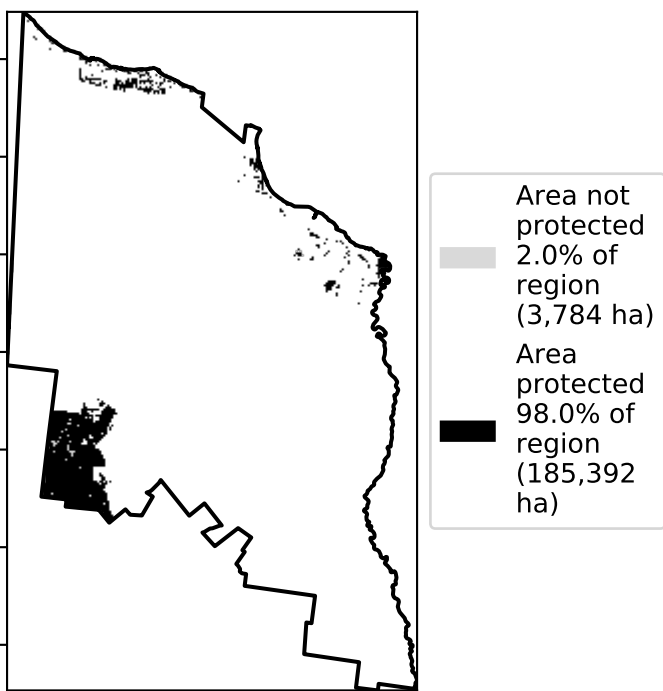 Area not
protected
2.0% of
region
(3,784 ha)
Area
protected
98.0% of
region
(185,392
ha)